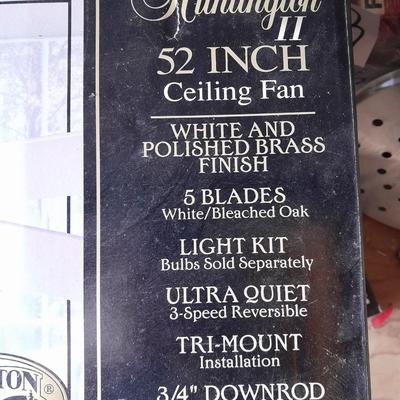 Huntington
II
52 INCH
Ceiling Fan
WHITE AND
POLISHED BRASS
FINISH
5 BLADES
White/Bleached Oak
LIGHT KIT
Bulbs Sold Separately
ULTRA QUIET
3-Speed Reversible
TRI-MOUNT
Installation
3/4" DOWNROD
TON®